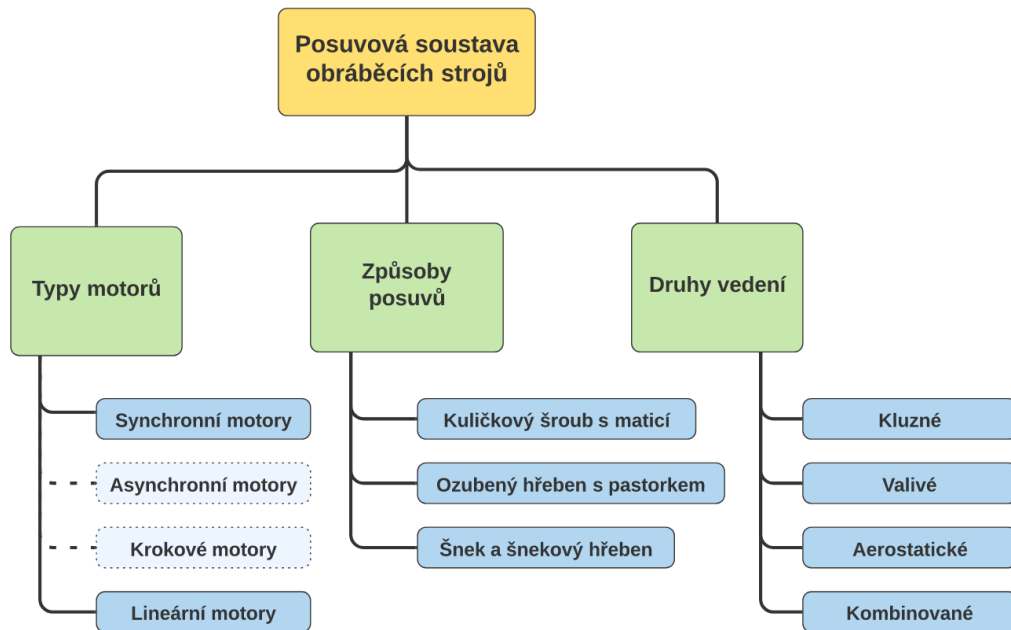 Posuvová soustava
obráběcích strojů
Typy motorů
Způsoby
posuvů
Druhy vedení
Synchronní motory
Asynchronní motory
Krokové motory
Lineární motory
Kuličkový šroub s maticí
Ozubený hřeben s pastorkem
Šnek a šnekový hřeben
Kluzné
Valivé
Aerostatické
Kombinované